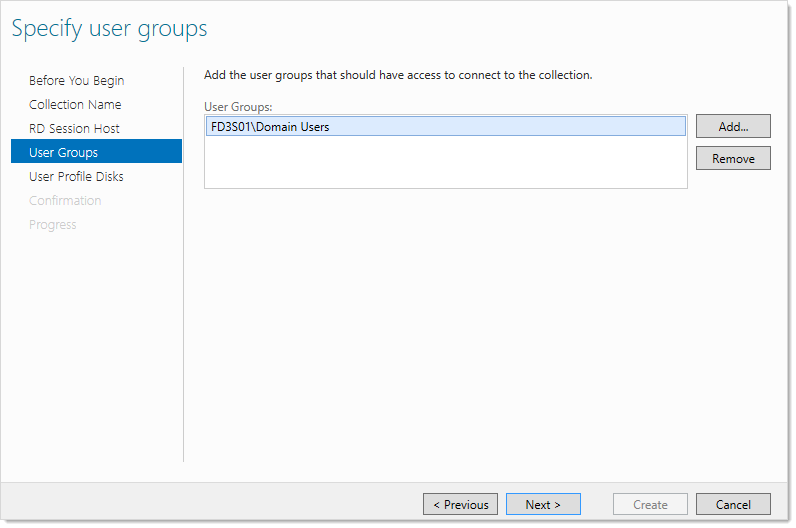 Specify user groups
Before You Begin
Collection Name
RD Session Host
User Groups
User Profile Disks
Confirmation
Progress
Add the user groups that should have access to connect to the collection.
User Groups:
FD3S01\Domain Users
Add...
Remove
< Previous
Next >
Create
Cancel